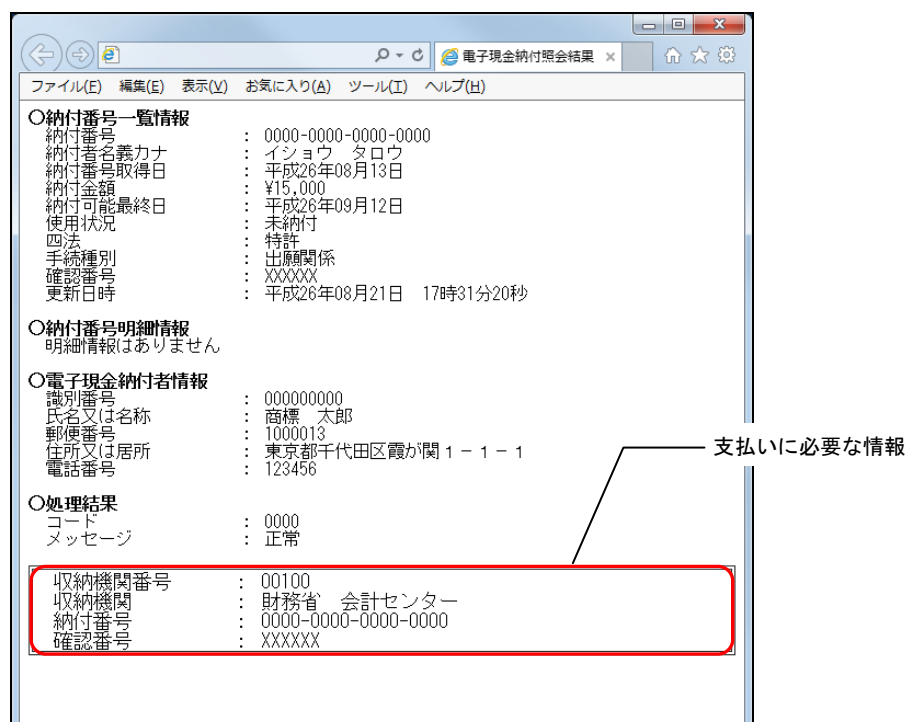 電子現金納付照会結果
ファイル(F) 編集(E) 表示(V) お気に入り(A) ツール(T) ヘルプ(H)
○納付番号一覧情報
納付番号 : 0000-0000-0000-0000
納付者名義カナ : イショウ　タロウ
納付番号取得日 : 平成26年08月13日
納付金額 : ¥15,000
納付可能最終日 : 平成26年09月12日
使用状況 : 未納付
四法 : 特許
手続種別 : 出願関係
確認番号 : XXXXXX
更新日時 : 平成26年08月21日　17時31分20秒
○納付番号明細情報
明細情報はありません
○電子現金納付者情報
識別番号 : 000000000
氏名又は名称 : 商標　太郎
郵便番号 : 1000013
住所又は居所 : 東京都千代田区霞が関１－１－１
電話番号 : 123456
支払いに必要な情報
○処理結果
コード : 0000
メッセージ : 正常
収納機関番号 : 00100
収納機関 : 財務省　会計センター
納付番号 : 0000-0000-0000-0000
確認番号 : XXXXXX